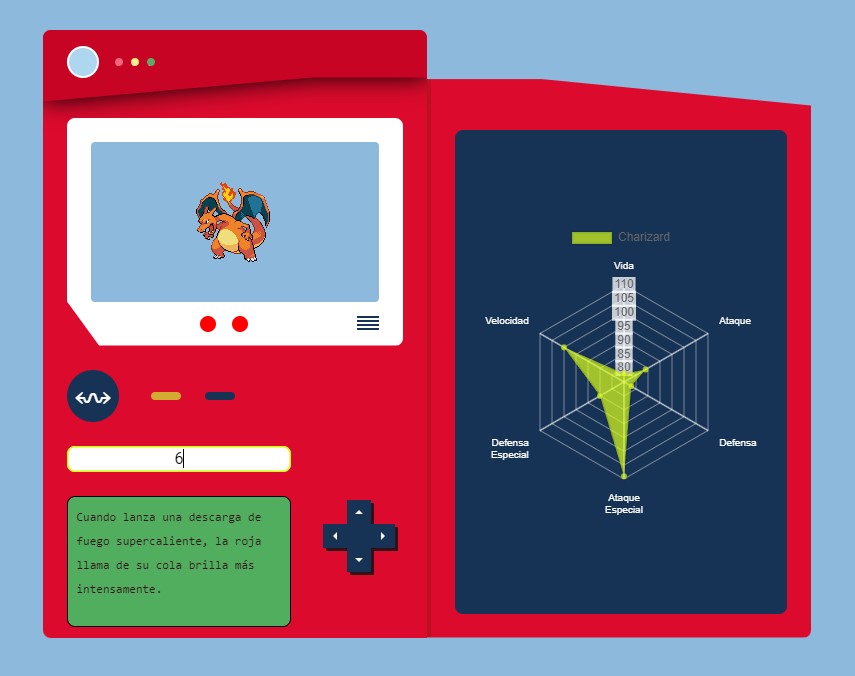 6
Cuando lanza una descarga de
fuego supercaliente, la roja
llama de su cola brilla más
intensamente.
Charizard
Vida
110
105
100
95
90
85
80
Velocidad
Ataque
Defensa
Especial
Defensa
Ataque
Especial